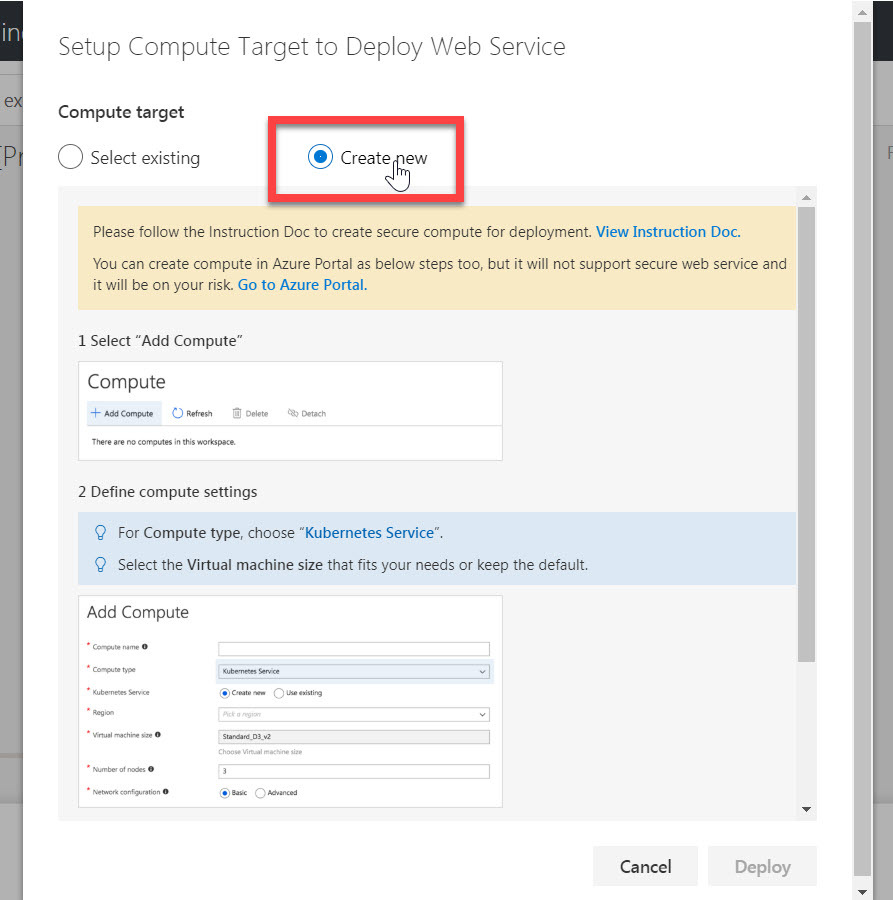 Setup Compute Target to Deploy Web Service
Compute target
Select existing
Create new
Please follow the Instruction Doc to create secure compute for deployment. View Instruction Doc.
You can create compute in Azure Portal as below steps too, but it will not support secure web service and
it will be on your risk. Go to Azure Portal.
1 Select “Add Compute”
Compute
Add Compute Refresh Delete Detach
There are no computes in this workspace.
2 Define compute settings
For Compute type, choose “Kubernetes Service”.
Select the Virtual machine size that fits your needs or keep the default.
Add Compute
* Compute name
* Compute type Kubernetes Service
* Kubernetes Service Create new Use existing
* Region Pick a region
* Virtual machine size Standard_D3_v2
Choose Virtual machine size
* Number of nodes 3
* Network configuration Basic Advanced
Cancel Deploy